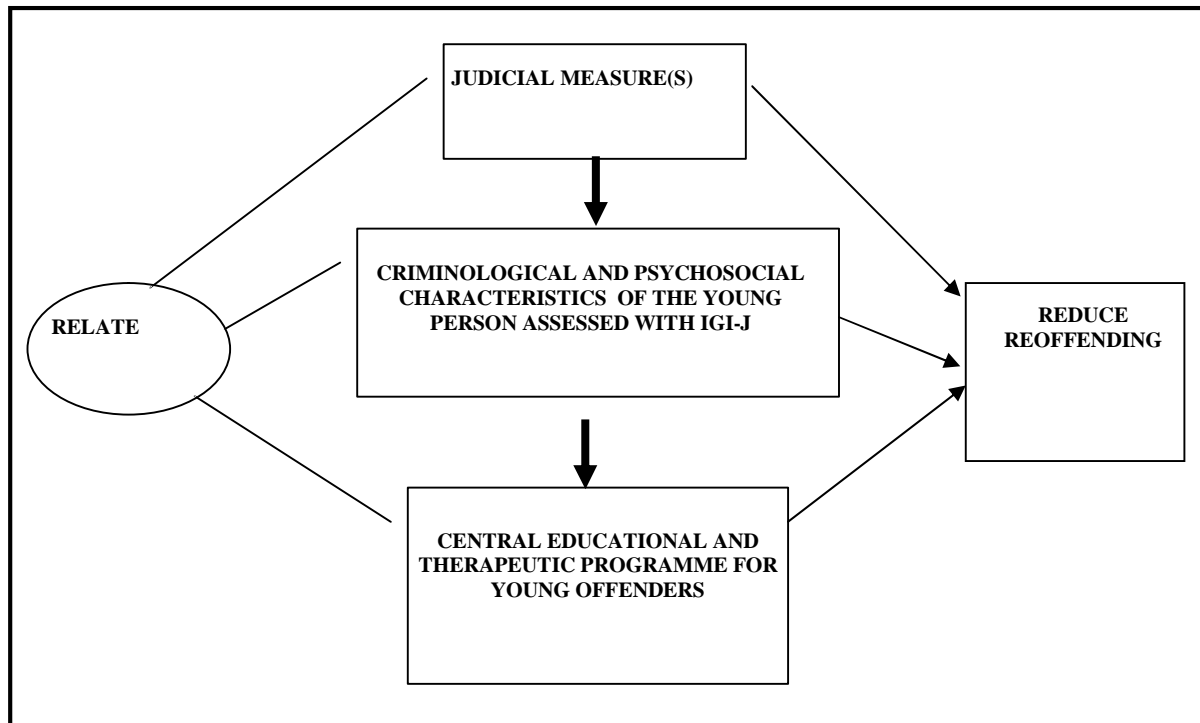 JUDICIAL MEASURE(S)
CRIMINOLOGICAL AND PSYCHOSOCIAL
CHARACTERISTICS OF THE YOUNG
PERSON ASSESSED WITH IGI-J
RELATE
REDUCE
REOFFENDING
CENTRAL EDUCATIONAL AND
THERAPEUTIC PROGRAMME FOR
YOUNG OFFENDERS